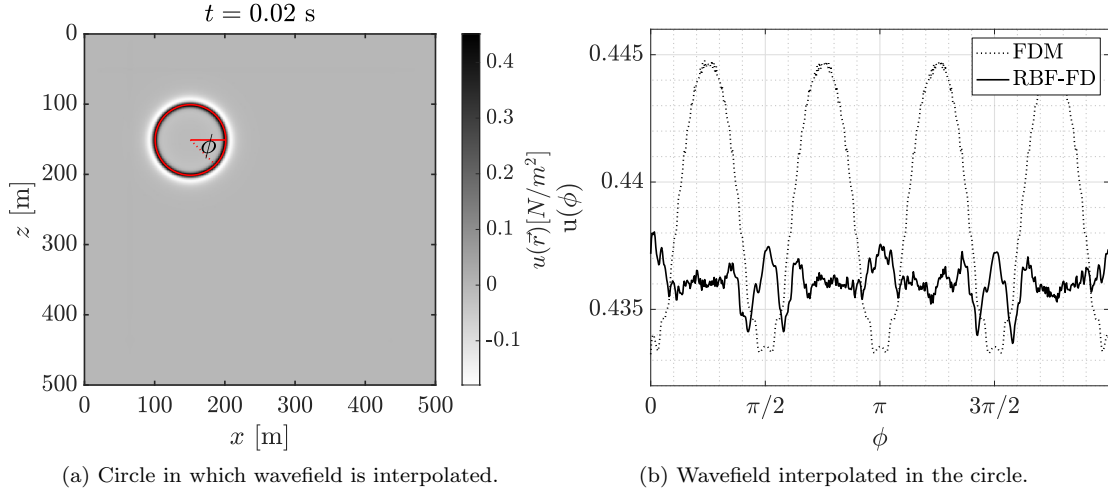 t = 0.02 s
0
100
200
300
400
500
z [m]
ϕ
0
100
200
300
400
500
x [m]
0.4
0.3
0.2
0.1
0
-0.1
u(r⃗)[N/m²]
(a) Circle in which wavefield is interpolated.
0.445
0.44
0.435
u(ϕ)
FDM
RBF-FD
0
π/2
π
3π/2
ϕ
(b) Wavefield interpolated in the circle.